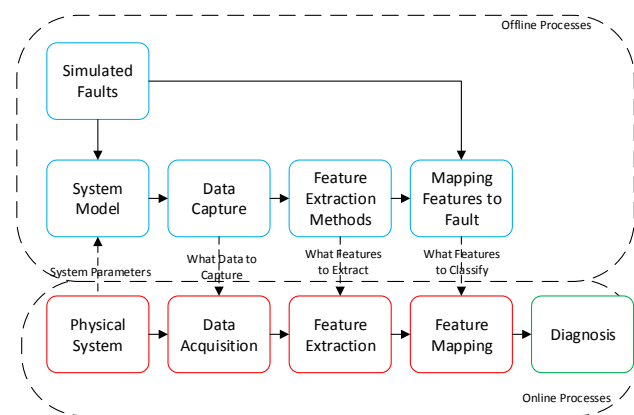 Offline Processes
Simulated
Faults
System
Model
Data
Capture
Feature
Extraction
Methods
Mapping
Features to
Fault
System Parameters
What Data to
Capture
What Features
to Extract
What Features
to Classify
Physical
System
Data
Acquisition
Feature
Extraction
Feature
Mapping
Diagnosis
Online Processes